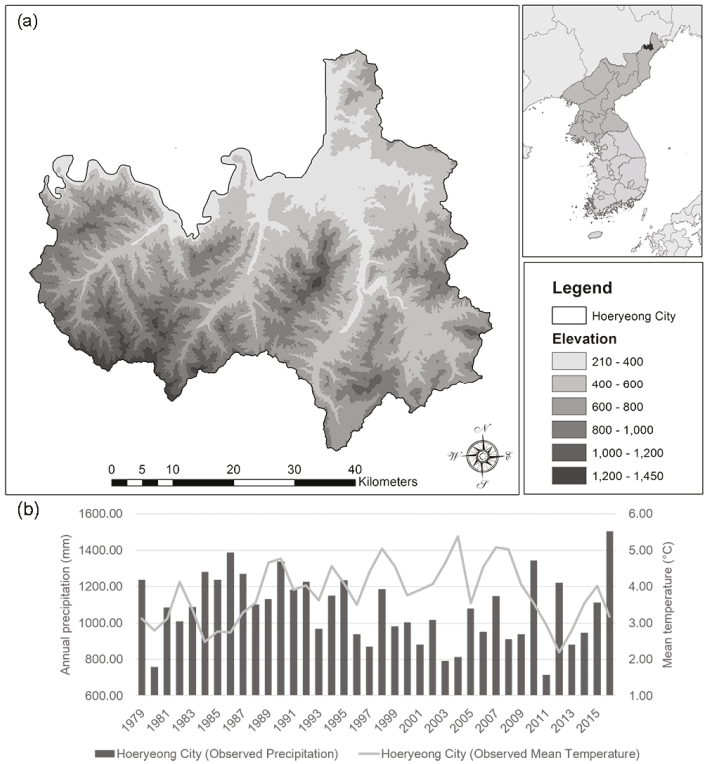 (a)
N
W
E
S
0 5 10 20 30 40
Kilometers
Legend
Hoeryeong City
Elevation
210 - 400
400 - 600
600 - 800
800 - 1,000
1,000 - 1,200
1,200 - 1,450
(b)
1600.00
1400.00
1200.00
1000.00
800.00
600.00
Annual precipitation (mm)
6.00
5.00
4.00
3.00
2.00
1.00
Mean temperature (°C)
1979 1981 1983 1985 1987 1989 1991 1993 1995 1997 1999 2001 2003 2005 2007 2009 2011 2013 2015
Hoeryeong City (Observed Precipitation) Hoeryeong City (Observed Mean Temperature)